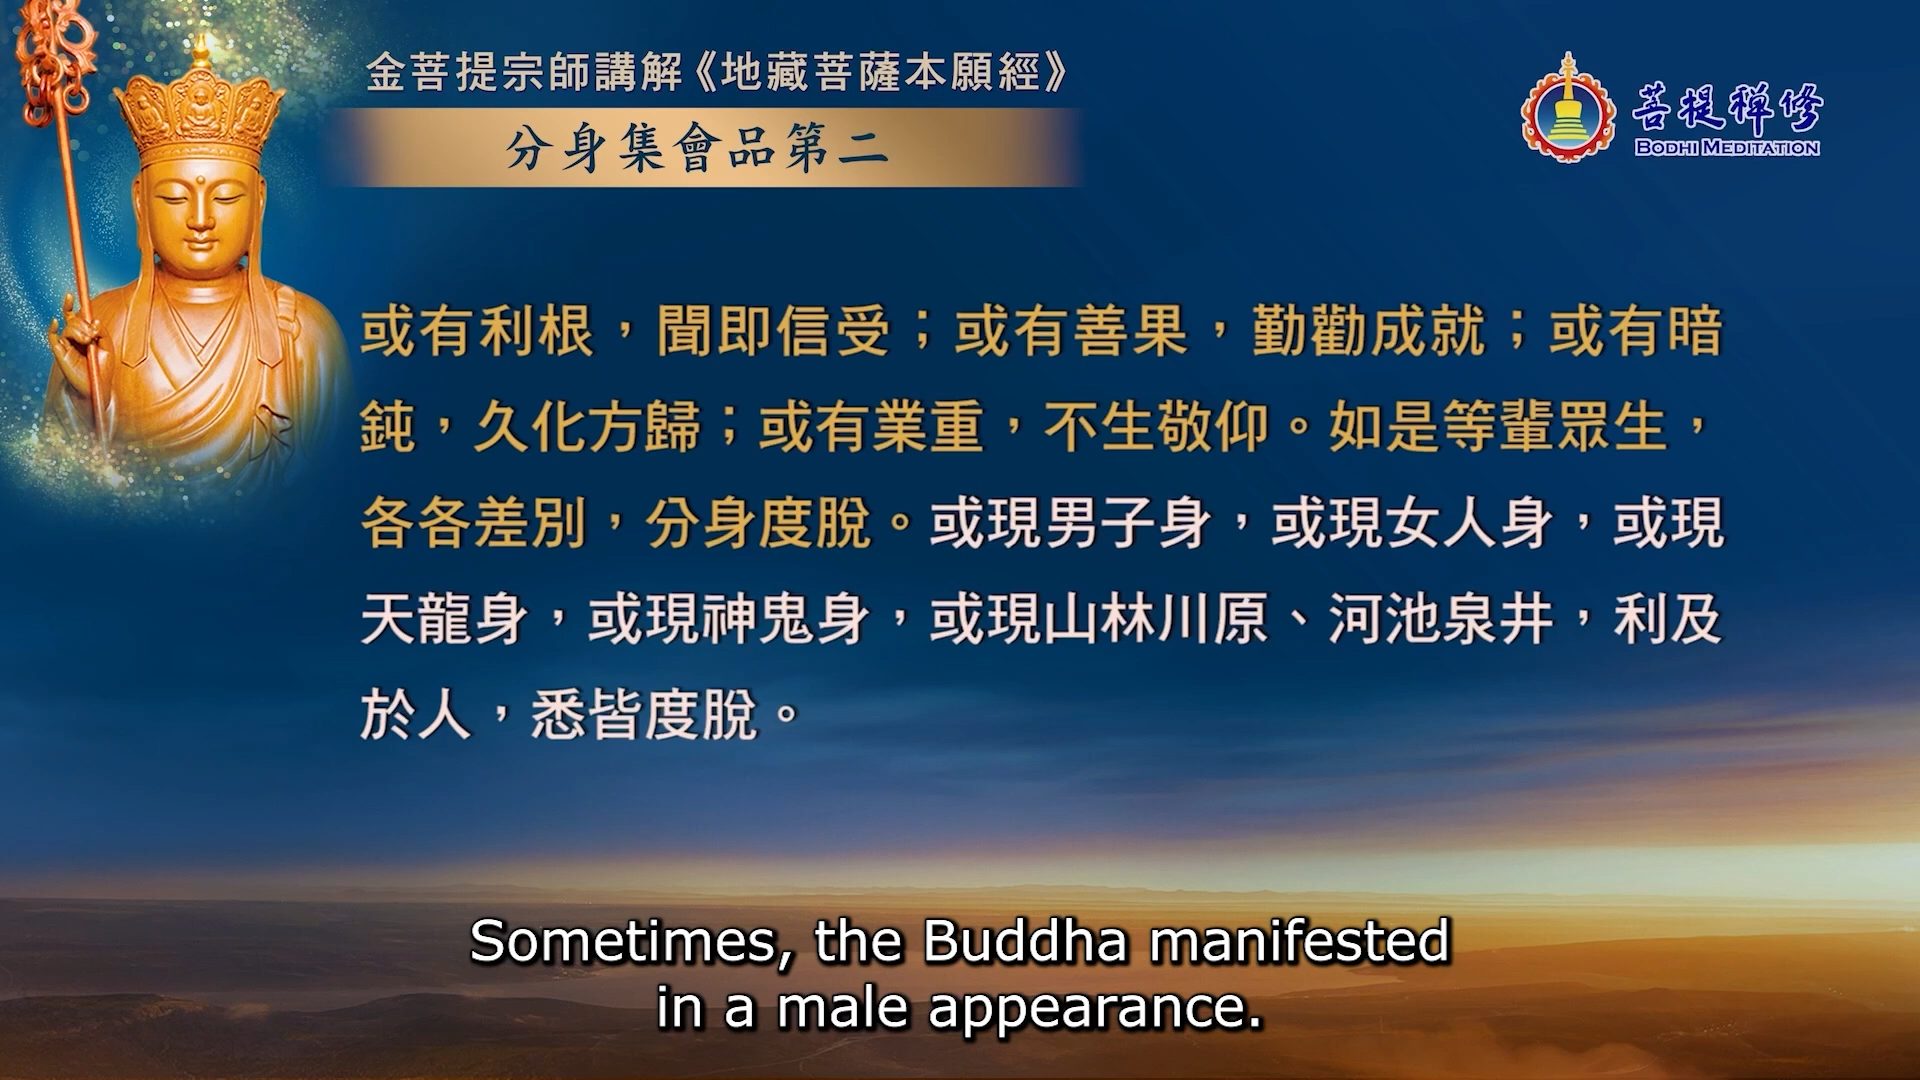 金菩提宗師講解《地藏菩薩本願經》
分身集會品第二
菩提禪修
BODHI MEDITATION
或有利根，聞即信受；或有善果，勤勸成就；或有暗
鈍，久化方歸；或有業重，不生敬仰。如是等輩眾生，
各各差別，分身度脫。或現男子身，或現女人身，或現
天龍身，或現神鬼身，或現山林川原、河池泉井，利及
於人，悉皆度脫。
Sometimes, the Buddha manifested
in a male appearance.